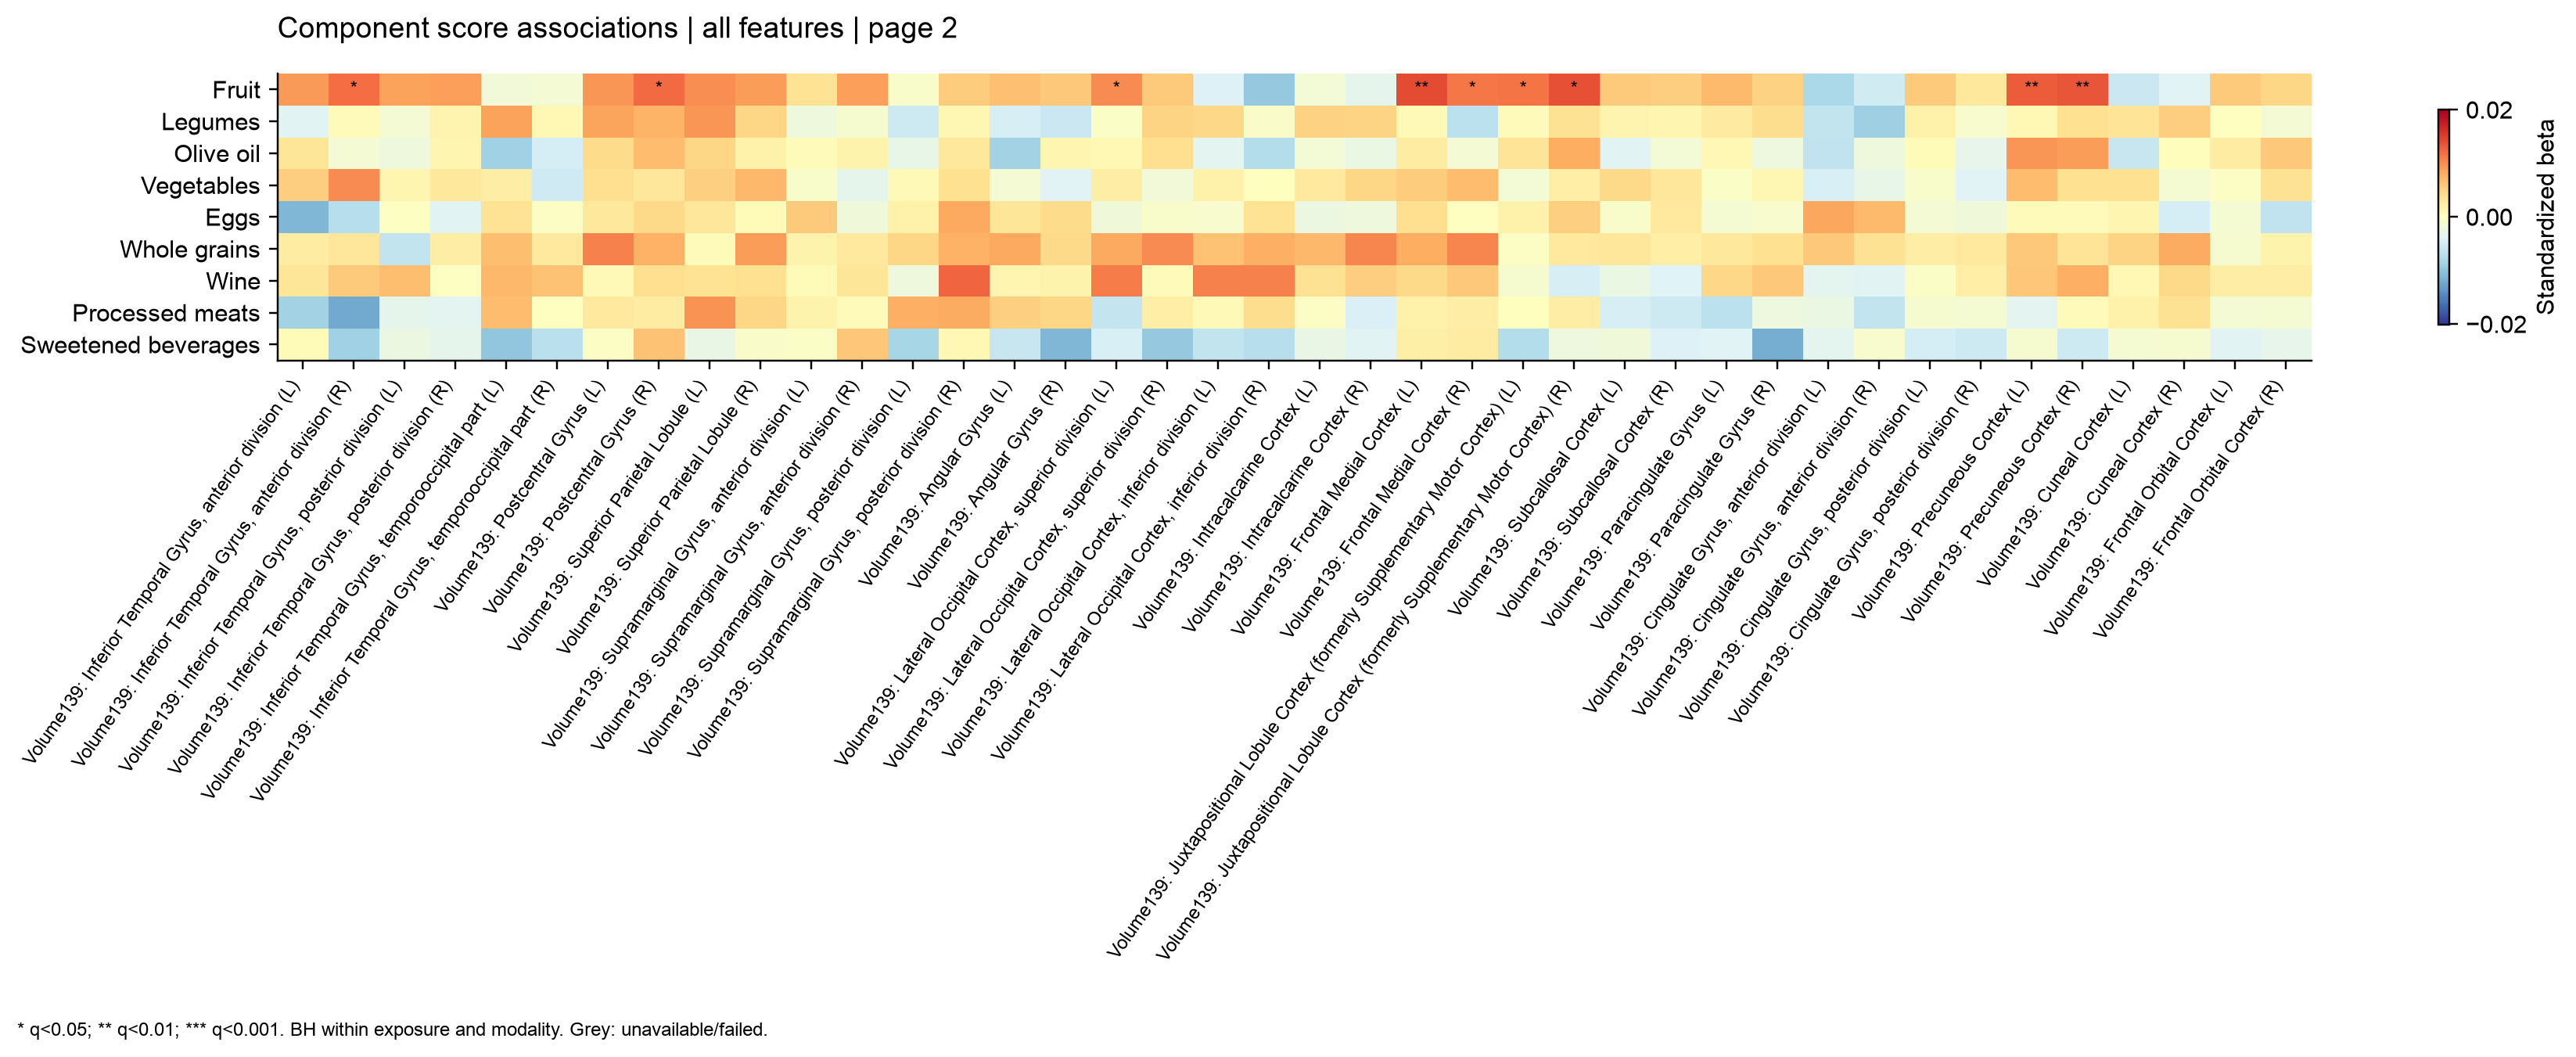 Component score associations | all features | page 2
Fruit
Legumes
Olive oil
Vegetables
Eggs
Whole grains
Wine
Processed meats
Sweetened beverages
* * * ** * * * ** **
0.02
0.00
−0.02
Standardized beta
Volume139: Inferior Temporal Gyrus, anterior division (L)
Volume139: Inferior Temporal Gyrus, anterior division (R)
Volume139: Inferior Temporal Gyrus, posterior division (L)
Volume139: Inferior Temporal Gyrus, posterior division (R)
Volume139: Inferior Temporal Gyrus, temporooccipital part (L)
Volume139: Inferior Temporal Gyrus, temporooccipital part (R)
Volume139: Postcentral Gyrus (L)
Volume139: Postcentral Gyrus (R)
Volume139: Superior Parietal Lobule (L)
Volume139: Superior Parietal Lobule (R)
Volume139: Supramarginal Gyrus, anterior division (L)
Volume139: Supramarginal Gyrus, anterior division (R)
Volume139: Supramarginal Gyrus, posterior division (L)
Volume139: Supramarginal Gyrus, posterior division (R)
Volume139: Angular Gyrus (L)
Volume139: Angular Gyrus (R)
Volume139: Lateral Occipital Cortex, superior division (L)
Volume139: Lateral Occipital Cortex, superior division (R)
Volume139: Lateral Occipital Cortex, inferior division (L)
Volume139: Lateral Occipital Cortex, inferior division (R)
Volume139: Intracalcarine Cortex (L)
Volume139: Intracalcarine Cortex (R)
Volume139: Frontal Medial Cortex (L)
Volume139: Frontal Medial Cortex (R)
Volume139: Juxtapositional Lobule Cortex (formerly Supplementary Motor Cortex) (L)
Volume139: Juxtapositional Lobule Cortex (formerly Supplementary Motor Cortex) (R)
Volume139: Subcallosal Cortex (L)
Volume139: Subcallosal Cortex (R)
Volume139: Paracingulate Gyrus (L)
Volume139: Paracingulate Gyrus (R)
Volume139: Cingulate Gyrus, anterior division (L)
Volume139: Cingulate Gyrus, anterior division (R)
Volume139: Cingulate Gyrus, posterior division (L)
Volume139: Cingulate Gyrus, posterior division (R)
Volume139: Precuneous Cortex (L)
Volume139: Precuneous Cortex (R)
Volume139: Cuneal Cortex (L)
Volume139: Cuneal Cortex (R)
Volume139: Frontal Orbital Cortex (L)
Volume139: Frontal Orbital Cortex (R)
* q<0.05; ** q<0.01; *** q<0.001. BH within exposure and modality. Grey: unavailable/failed.